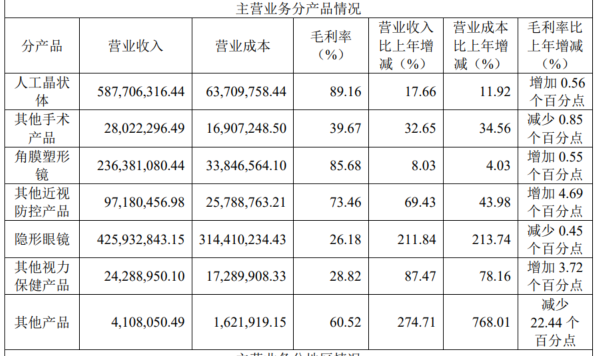 主营业务分产品情况
分产品 营业收入 营业成本 毛利率（%） 营业收入比上年增减（%） 营业成本比上年增减（%） 毛利率比上年增减（%）
人工晶状体 587,706,316.44 63,709,758.44 89.16 17.66 11.92 增加 0.56 个百分点
其他手术产品 28,022,296.49 16,907,248.50 39.67 32.65 34.56 减少 0.85 个百分点
角膜塑形镜 236,381,080.44 33,846,564.10 85.68 8.03 4.03 增加 0.55 个百分点
其他近视防控产品 97,180,456.98 25,788,763.21 73.46 69.43 43.98 增加 4.69 个百分点
隐形眼镜 425,932,843.15 314,410,234.43 26.18 211.84 213.74 减少 0.45 个百分点
其他视力保健产品 24,288,950.10 17,289,908.33 28.82 87.47 78.16 增加 3.72 个百分点
其他产品 4,108,050.49 1,621,919.15 60.52 274.71 768.01 减少 22.44 个百分点